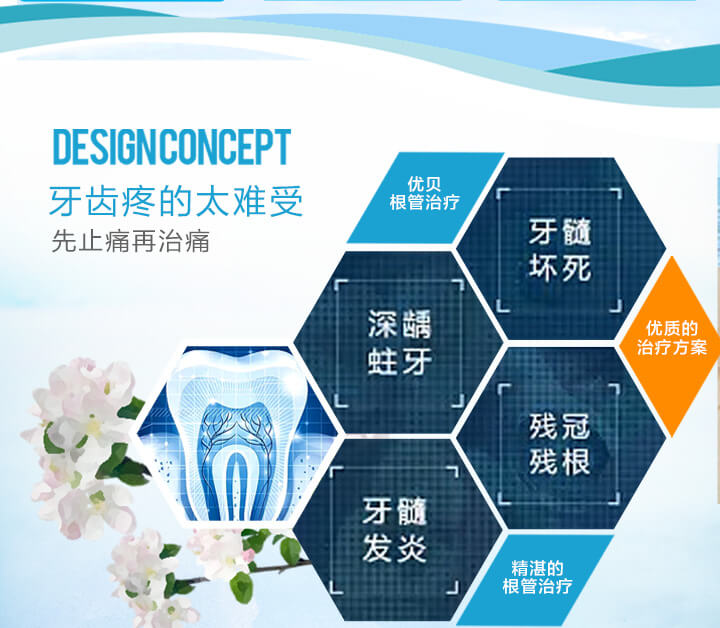 DESIGN CONCEPT
牙齿疼的太难受
先止痛再治痛
优贝
根管治疗
牙髓
坏死
深龋
蛀牙
优质的
治疗方案
残冠
残根
牙髓
发炎
精湛的
根管治疗